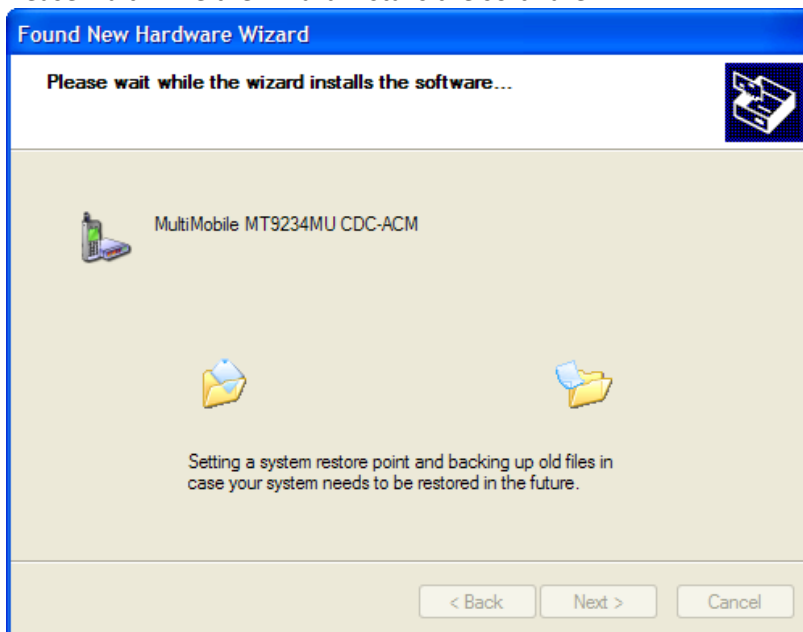 Found New Hardware Wizard
Please wait while the wizard installs the software...
MultiMobile MT9234MU CDC-ACM
Setting a system restore point and backing up old files in
case your system needs to be restored in the future.
< Back
Next >
Cancel